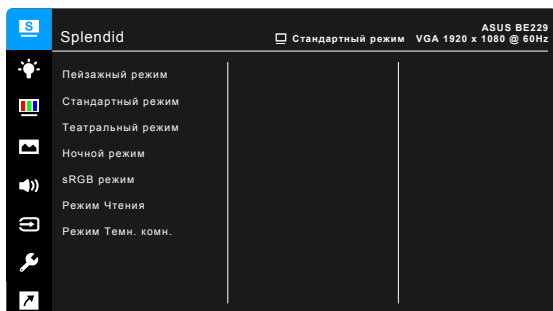 S
Splendid
Стандартный режим
ASUS BE229
VGA 1920 x 1080 @ 60Hz
Пейзажный режим
Стандартный режим
Театральный режим
Ночной режим
sRGB режим
Режим Чтения
Режим Темн. комн.